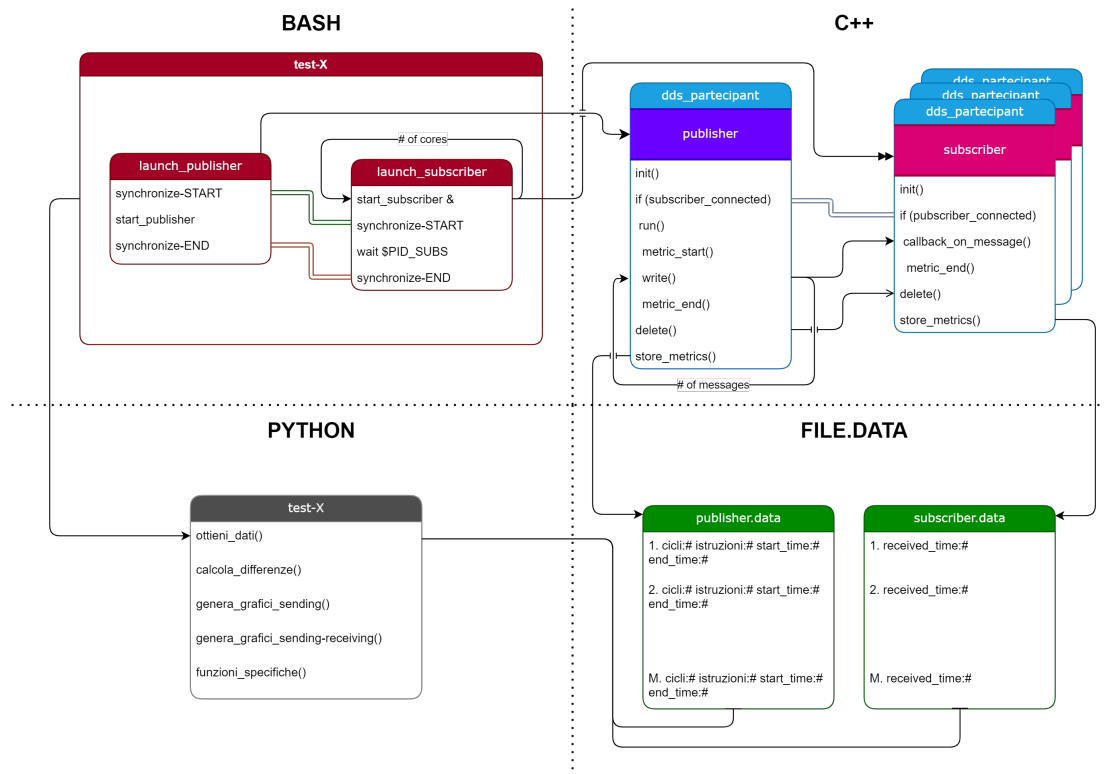 BASH
test-X
# of cores
launch_publisher
synchronize-START
start_publisher
synchronize-END
launch_subscriber
start_subscriber &
synchronize-START
wait $PID_SUBS
synchronize-END
C++
dds_partecipant
publisher
init()
if (subscriber_connected)
run()
metric_start()
write()
metric_end()
delete()
store_metrics()
# of messages
dds_partecipant
dds_partecipant
dds_partecipant
subscriber
init()
if (pubscriber_connected)
callback_on_message()
metric_end()
delete()
store_metrics()
PYTHON
test-X
ottieni_dati()
calcola_differenze()
genera_grafici_sending()
genera_grafici_sending-receiving()
funzioni_specifiche()
FILE.DATA
publisher.data
1. cicli:# istruzioni:# start_time:#
end_time:#
2. cicli:# istruzioni:# start_time:#
end_time:#
M. cicli:# istruzioni:# start_time:#
end_time:#
subscriber.data
1. received_time:#
2. received_time:#
M. received_time:#